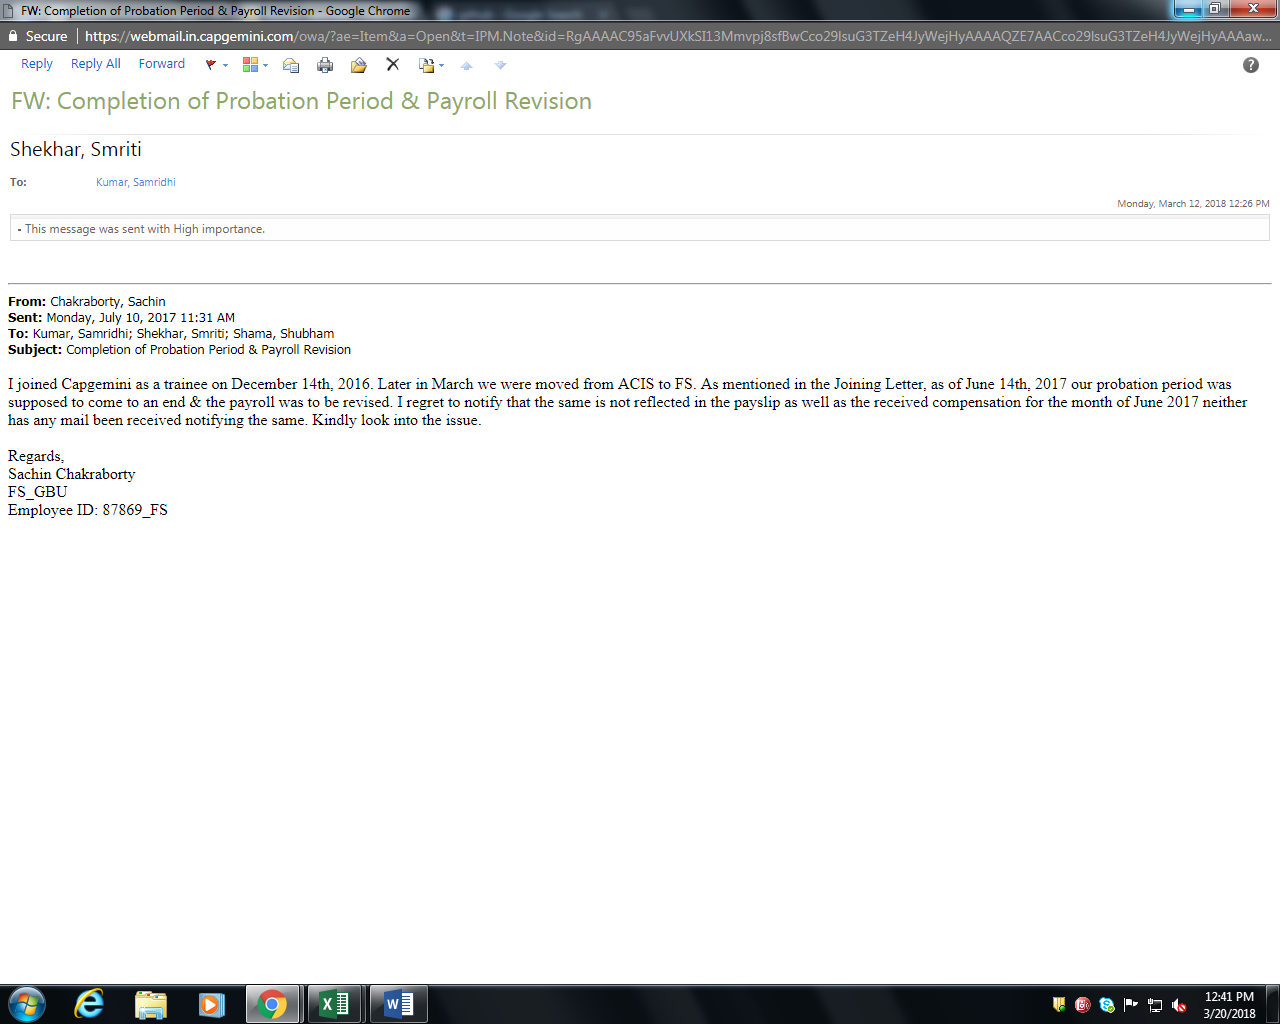 FW: Completion of Probation Period & Payroll Revision - Google Chrome
Secure | https://webmail.in.capgemini.com/owa/?ae=Item&a=Open&t=IPM.Note&id=RgAAAAC95aFvvUXkSI13Mmvpj8sfBwCco29lsuG3TZeH4JyWejHyAAAAQZE7AACco29lsuG3TZeH4JyWejHyAAAaw...
Reply Reply All Forward
FW: Completion of Probation Period & Payroll Revision
Shekhar, Smriti
To: Kumar, Samridhi
Monday, March 12, 2018 12:26 PM
- This message was sent with High importance.
From: Chakraborty, Sachin
Sent: Monday, July 10, 2017 11:31 AM
To: Kumar, Samridhi; Shekhar, Smriti; Shama, Shubham
Subject: Completion of Probation Period & Payroll Revision
I joined Capgemini as a trainee on December 14th, 2016. Later in March we were moved from ACIS to FS. As mentioned in the Joining Letter, as of June 14th, 2017 our probation period was
supposed to come to an end & the payroll was to be revised. I regret to notify that the same is not reflected in the payslip as well as the received compensation for the month of June 2017 neither
has any mail been received notifying the same. Kindly look into the issue.
Regards,
Sachin Chakraborty
FS_GBU
Employee ID: 87869_FS
12:41 PM
3/20/2018